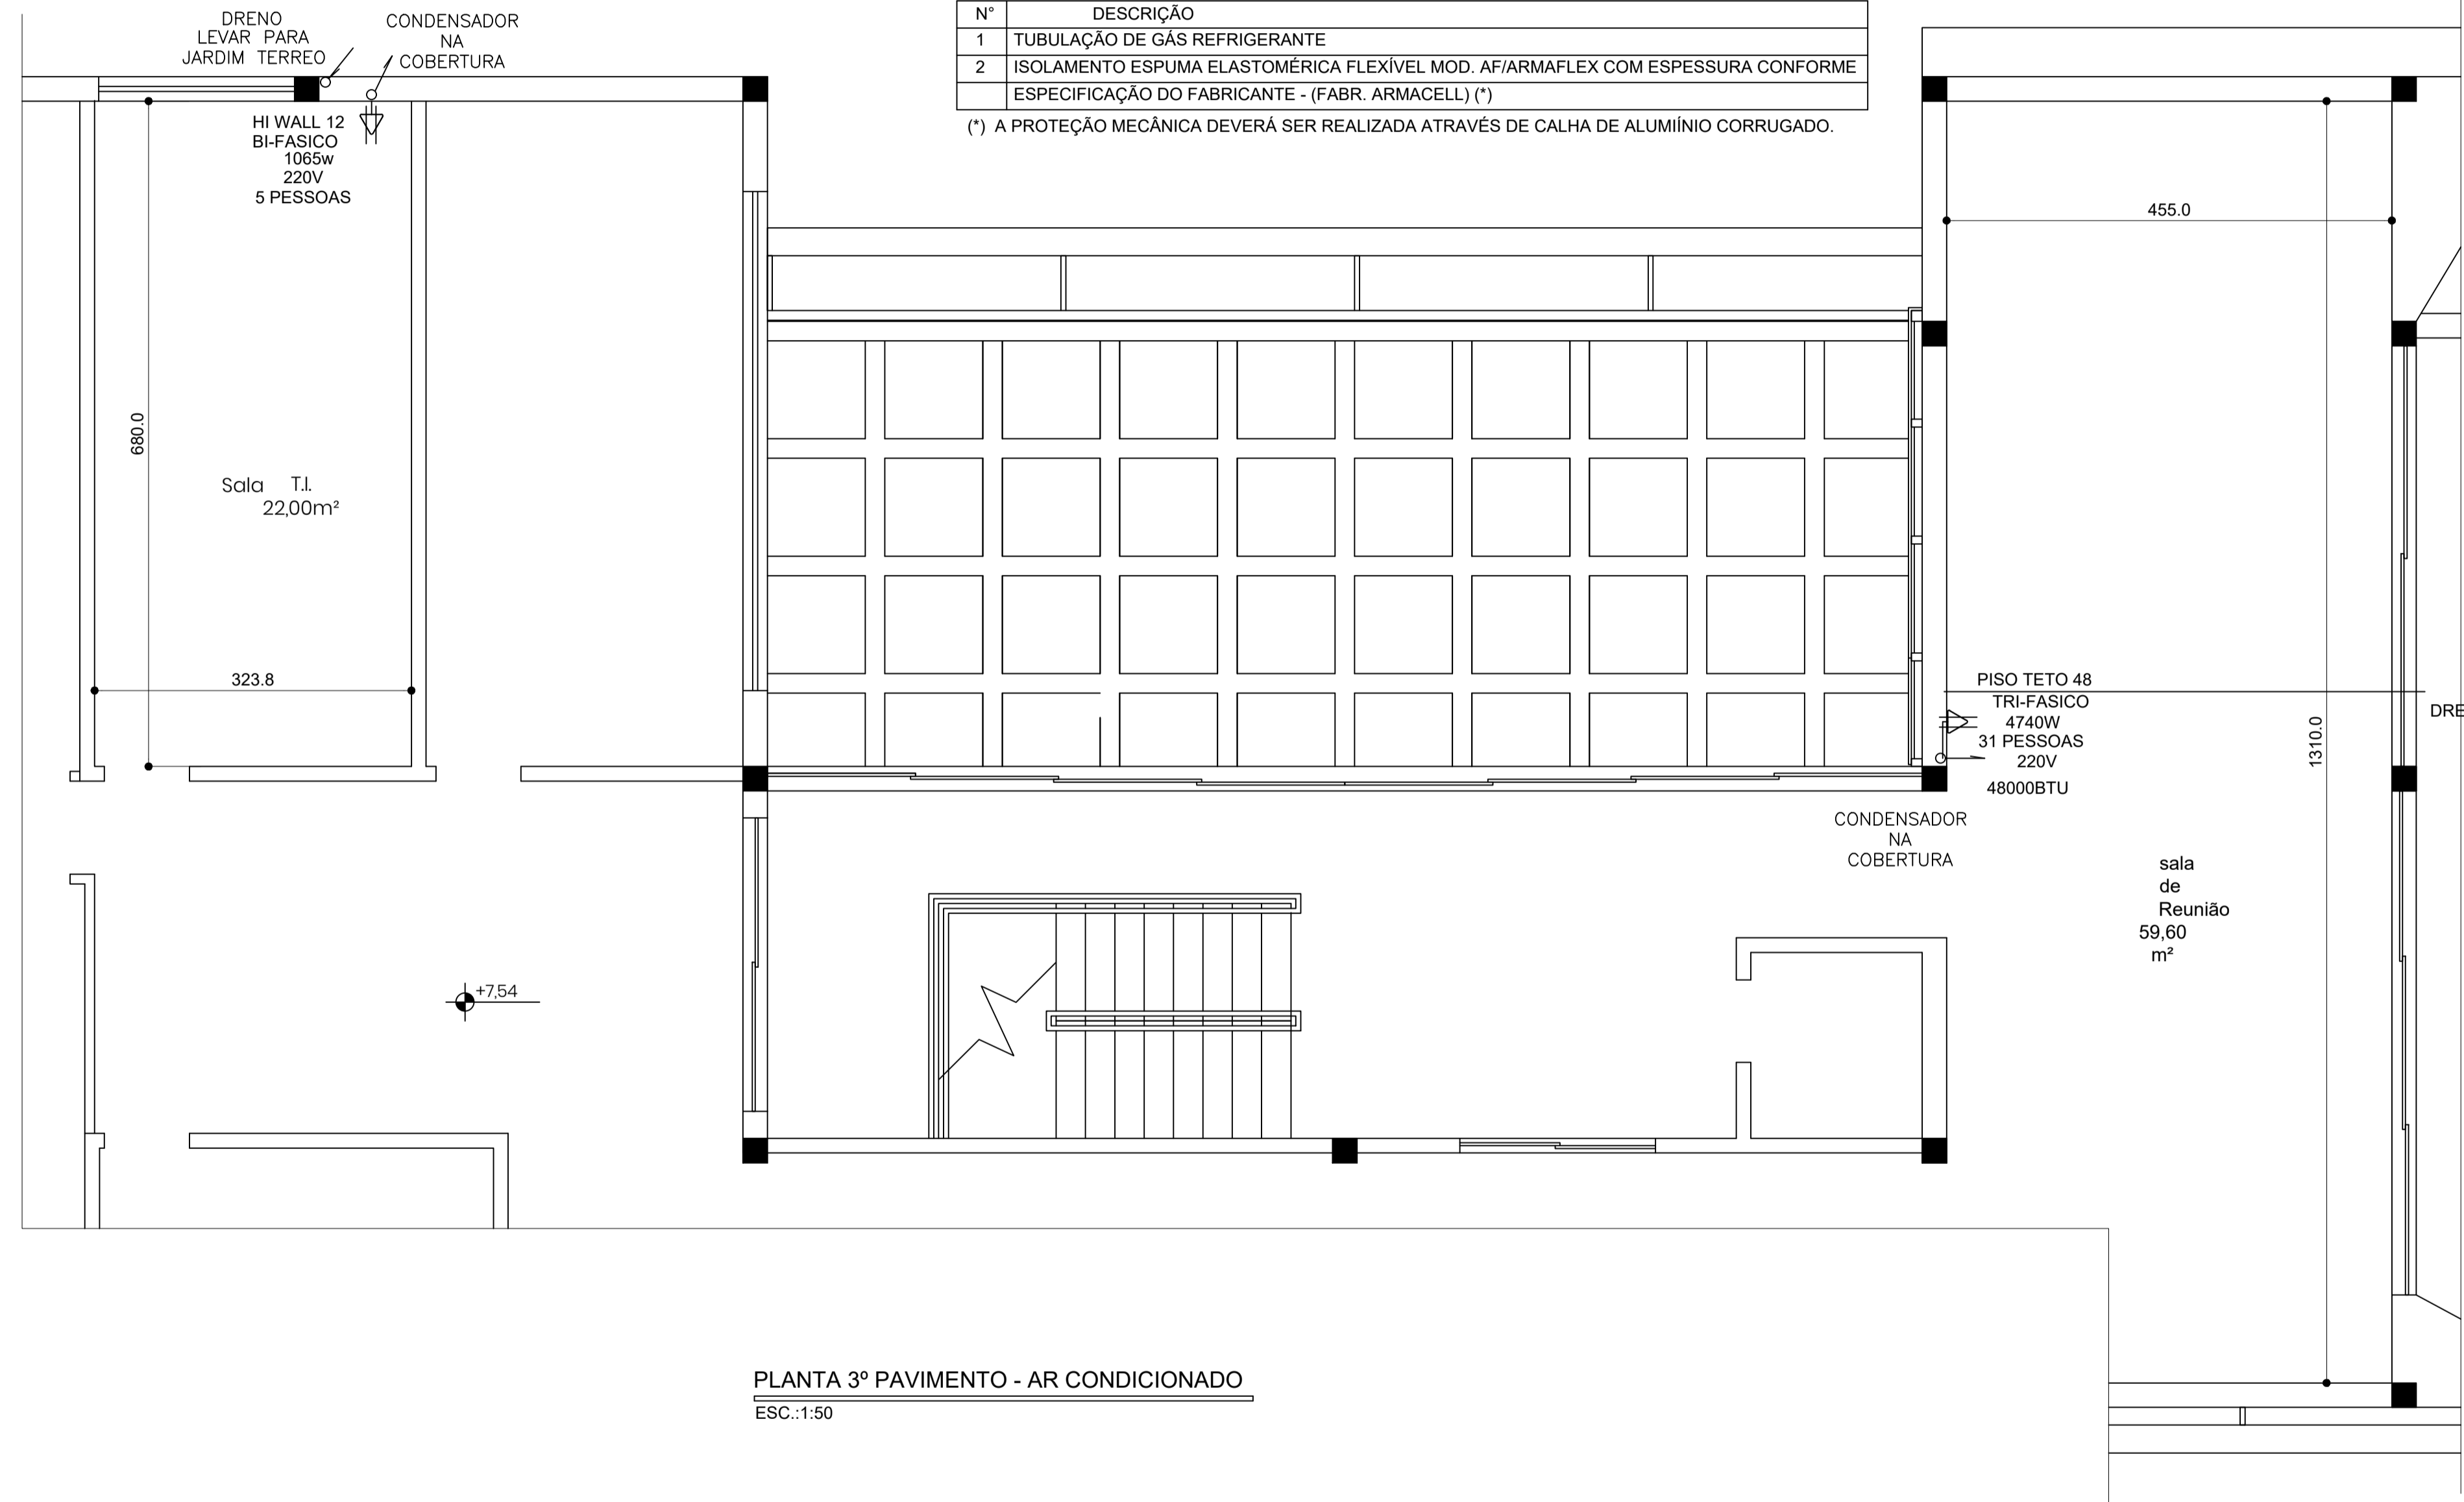 DRENO
LEVAR PARA
JARDIM TERREO
CONDENSADOR
NA
COBERTURA
N° DESCRIÇÃO
1 TUBULAÇÃO DE GÁS REFRIGERANTE
2 ISOLAMENTO ESPUMA ELASTOMÉRICA FLEXÍVEL MOD. AF/ARMAFLEX COM ESPESSURA CONFORME
ESPECIFICAÇÃO DO FABRICANTE - (FABR. ARMACELL) (*)
(*) A PROTEÇÃO MECÂNICA DEVERÁ SER REALIZADA ATRAVÉS DE CALHA DE ALUMIÍNIO CORRUGADO.
HI WALL 12
BI-FASICO
1065w
220V
5 PESSOAS
455.0
680.0
Sala T.I.
22,00m²
323.8
PISO TETO 48
TRI-FASICO
4740W
31 PESSOAS
220V
48000BTU
DRE
1310.0
CONDENSADOR
NA
COBERTURA
sala
de
Reunião
59,60
m²
+7,54
PLANTA 3º PAVIMENTO - AR CONDICIONADO
ESC.:1:50